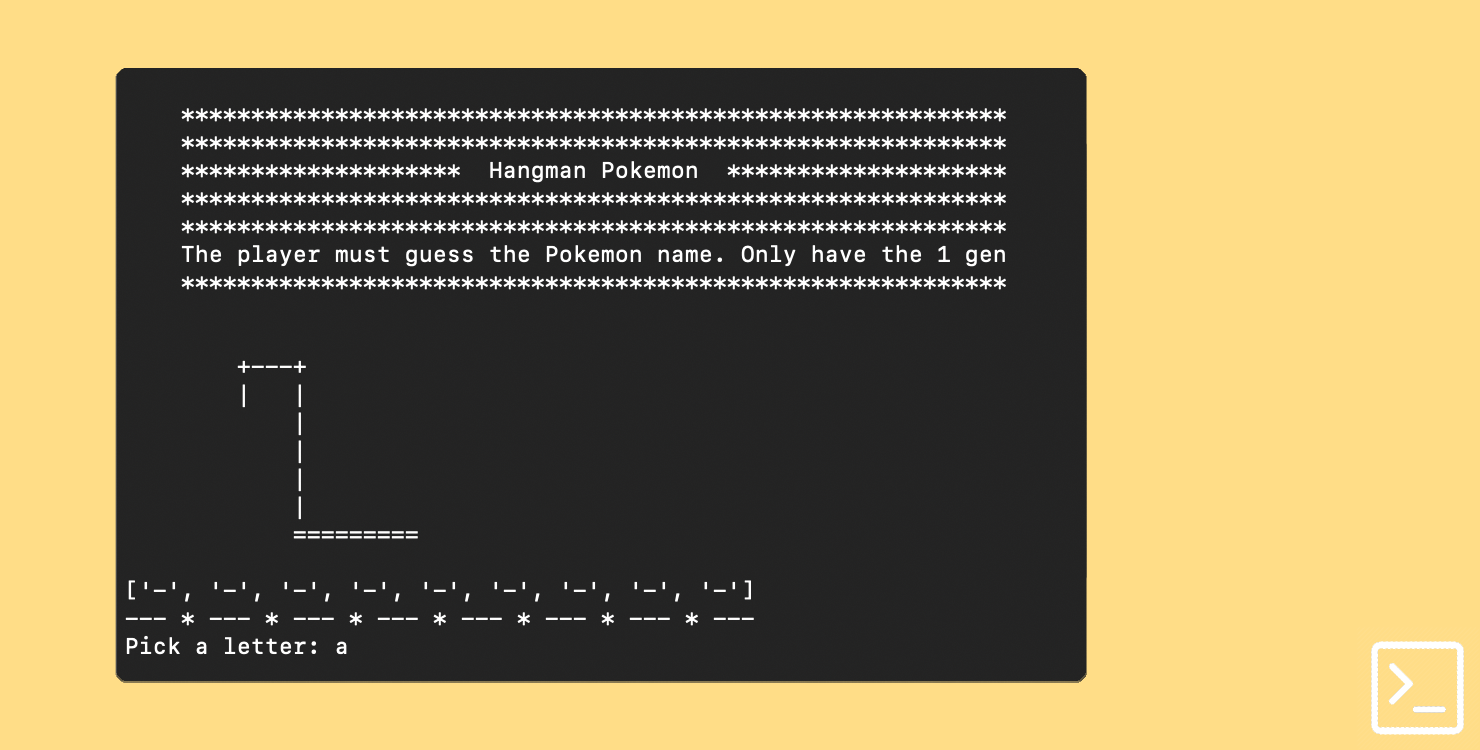 ***********************************************************
***********************************************************
********************  Hangman Pokemon  ********************
***********************************************************
***********************************************************
The player must guess the Pokemon name. Only have the 1 gen
***********************************************************
+---+
|   |
|
|
|
|
=========
['-', '-', '-', '-', '-', '-', '-', '-', '-']
--- * --- * --- * --- * --- * --- * --- * ---
Pick a letter: a
>_